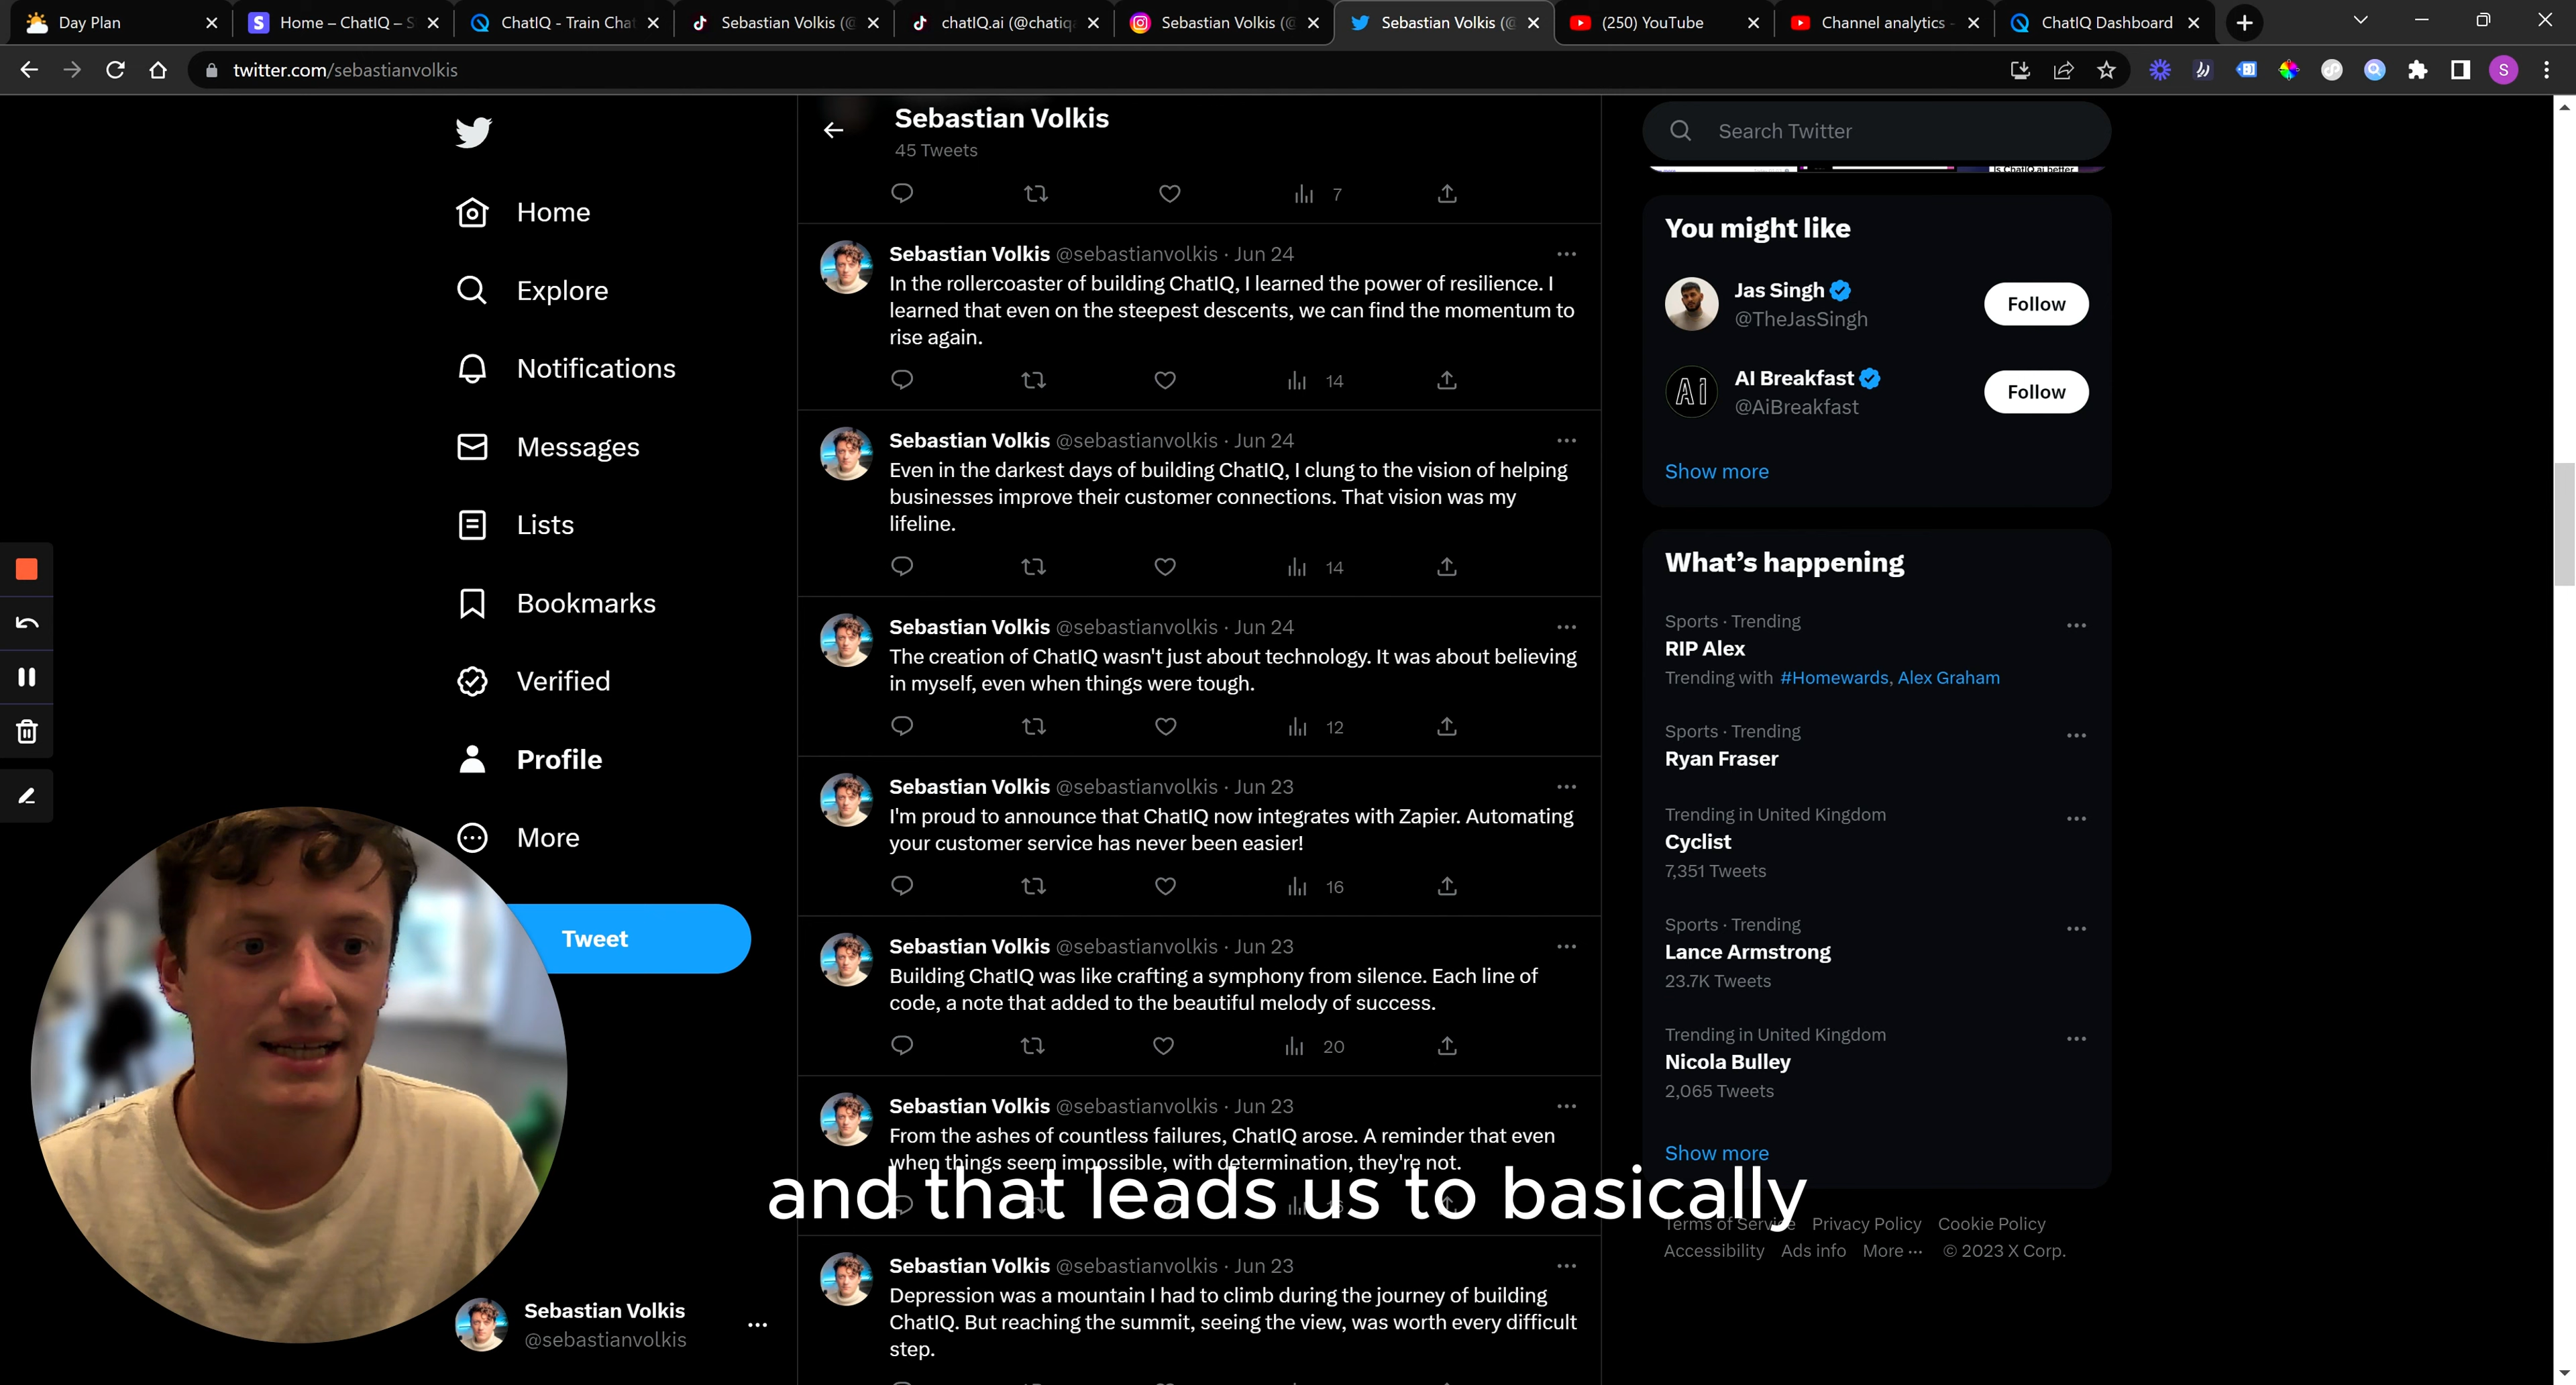 Day Plan
Home – ChatIQ – S
ChatIQ - Train Chat
Sebastian Volkis (@
chatIQ.ai (@chatiq
Sebastian Volkis (@
Sebastian Volkis (@
(250) YouTube
Channel analytics -
ChatIQ Dashboard
twitter.com/sebastianvolkis
S
Home
Explore
Notifications
Messages
Lists
Bookmarks
Verified
Profile
More
Tweet
Sebastian Volkis
@sebastianvolkis
Sebastian Volkis
45 Tweets
7
Sebastian Volkis @sebastianvolkis · Jun 24
In the rollercoaster of building ChatIQ, I learned the power of resilience. I
learned that even on the steepest descents, we can find the momentum to
rise again.
14
Sebastian Volkis @sebastianvolkis · Jun 24
Even in the darkest days of building ChatIQ, I clung to the vision of helping
businesses improve their customer connections. That vision was my
lifeline.
14
Sebastian Volkis @sebastianvolkis · Jun 24
The creation of ChatIQ wasn't just about technology. It was about believing
in myself, even when things were tough.
12
Sebastian Volkis @sebastianvolkis · Jun 23
I'm proud to announce that ChatIQ now integrates with Zapier. Automating
your customer service has never been easier!
16
Sebastian Volkis @sebastianvolkis · Jun 23
Building ChatIQ was like crafting a symphony from silence. Each line of
code, a note that added to the beautiful melody of success.
20
Sebastian Volkis @sebastianvolkis · Jun 23
From the ashes of countless failures, ChatIQ arose. A reminder that even
when things seem impossible, with determination, they're not.
and that leads us to basically
Sebastian Volkis @sebastianvolkis · Jun 23
Depression was a mountain I had to climb during the journey of building
ChatIQ. But reaching the summit, seeing the view, was worth every difficult
step.
Search Twitter
Is ChatIQ.ai better
You might like
Jas Singh
@TheJasSingh
Follow
AI Breakfast
@AiBreakfast
Follow
Ai
Show more
What's happening
Sports · Trending
RIP Alex
Trending with #Homewards, Alex Graham
Sports · Trending
Ryan Fraser
Trending in United Kingdom
Cyclist
7,351 Tweets
Sports · Trending
Lance Armstrong
23.7K Tweets
Trending in United Kingdom
Nicola Bulley
2,065 Tweets
Show more
Terms of Service Privacy Policy Cookie Policy
Accessibility Ads info More ··· © 2023 X Corp.